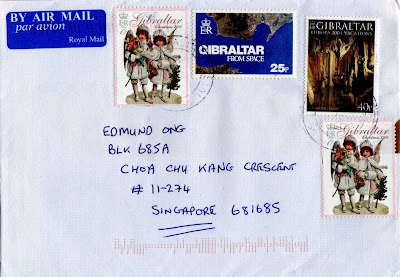 BY AIR MAIL
par avion
Royal Mail
Gibraltar
GIBRALTAR
FROM SPACE
25p
GIBRALTAR
EUROPA 2004 VACATIONS
40p
Gibraltar
EDMUND ONG
BLK 685A
CHOA CHU KANG CRESCENT
# 11-274
SINGAPORE 681685